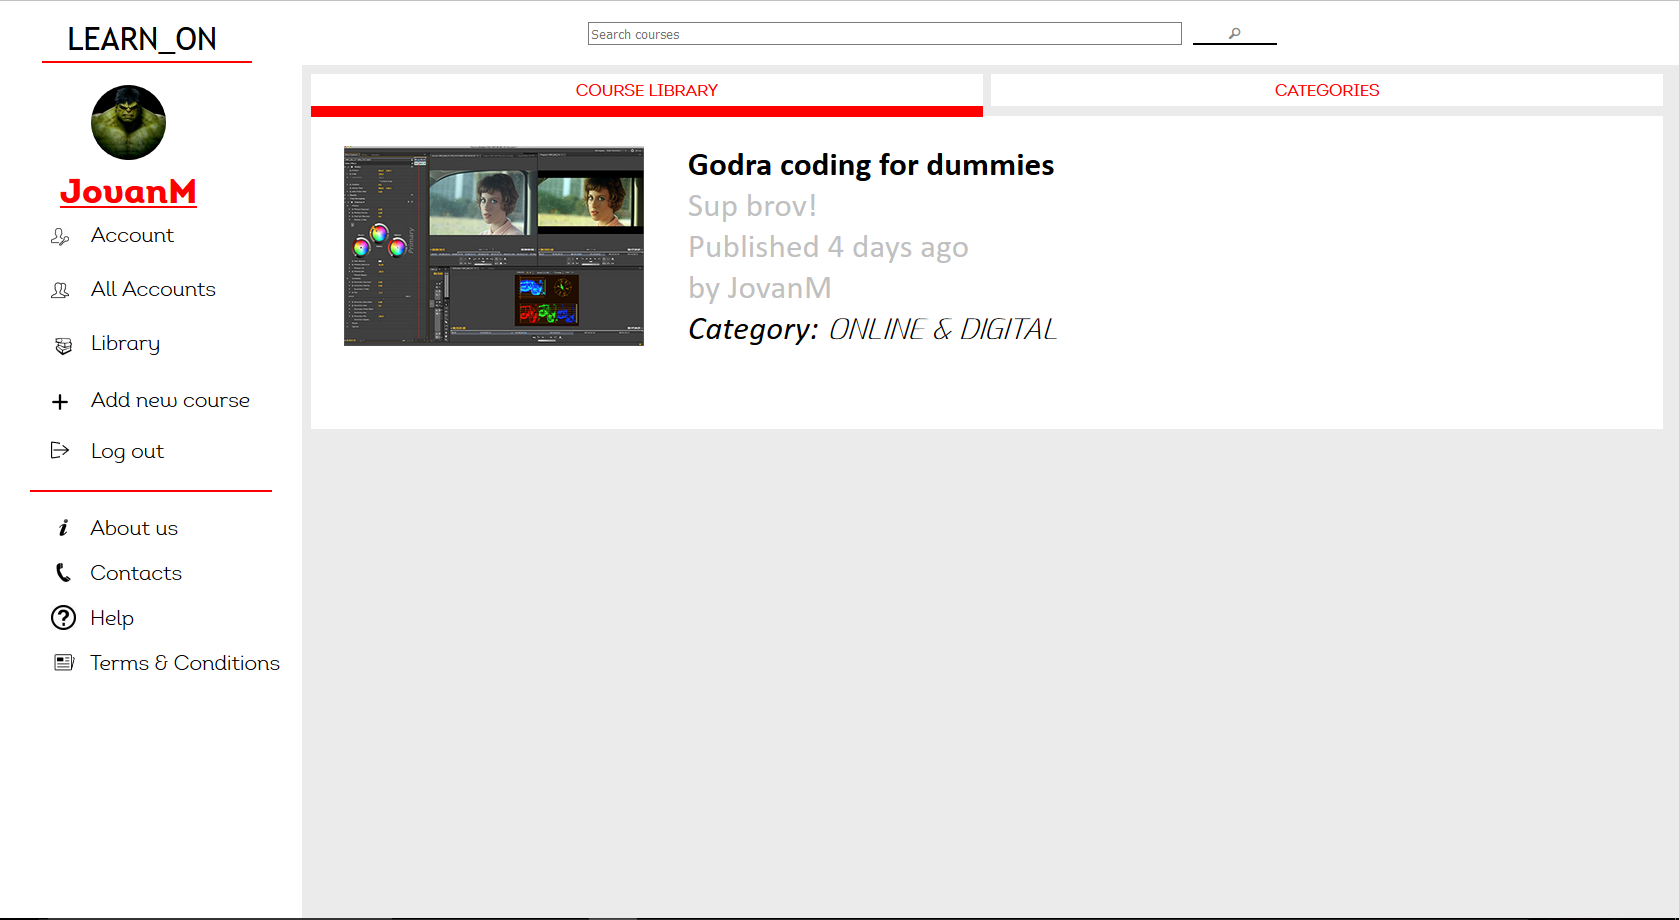 LEARN_ON
Search courses
JovanM
Account
All Accounts
Library
Add new course
Log out
About us
Contacts
Help
Terms & Conditions
COURSE LIBRARY
CATEGORIES
Primary
Godra coding for dummies
Sup brov!
Published 4 days ago
by JovanM
Category: ONLINE & DIGITAL